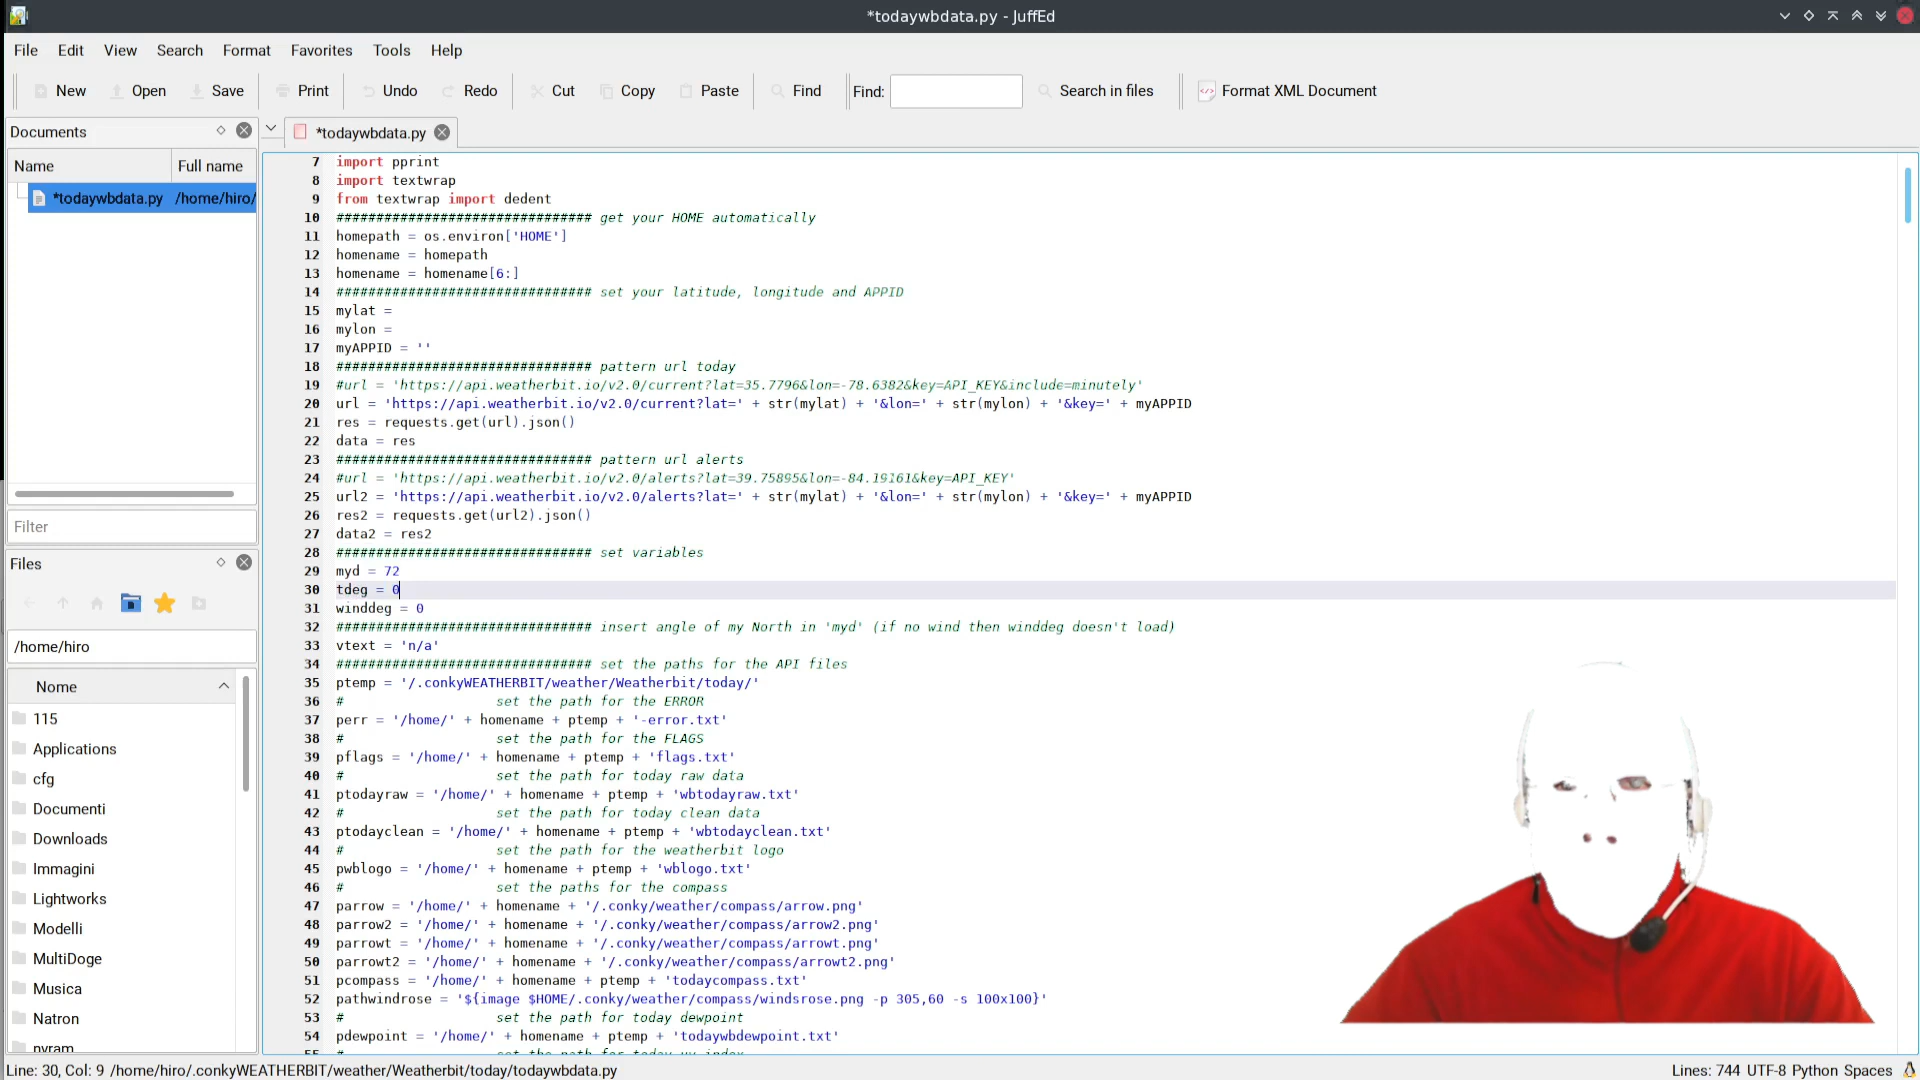 *todaywbdata.py - JuffEd
File Edit View Search Format Favorites Tools Help
New Open Save Print Undo Redo Cut Copy Paste Find Find: Search in files Format XML Document
Documents
*todaywbdata.py
Name Full name
*todaywbdata.py /home/hiro/
Filter
Files
/home/hiro
Nome
115
Applications
cfg
Documenti
Downloads
Immagini
Lightworks
Modelli
MultiDoge
Musica
Natron
pyram
7 import pprint
8 import textwrap
9 from textwrap import dedent
10 ################################ get your HOME automatically
11 homepath = os.environ['HOME']
12 homename = homepath
13 homename = homename[6:]
14 ################################ set your latitude, longitude and APPID
15 mylat =
16 mylon =
17 myAPPID = ''
18 ################################ pattern url today
19 #url = 'https://api.weatherbit.io/v2.0/current?lat=35.7796&lon=-78.6382&key=API_KEY&include=minutely'
20 url = 'https://api.weatherbit.io/v2.0/current?lat=' + str(mylat) + '&lon=' + str(mylon) + '&key=' + myAPPID
21 res = requests.get(url).json()
22 data = res
23 ################################ pattern url alerts
24 #url = 'https://api.weatherbit.io/v2.0/alerts?lat=39.75895&lon=-84.19161&key=API_KEY'
25 url2 = 'https://api.weatherbit.io/v2.0/alerts?lat=' + str(mylat) + '&lon=' + str(mylon) + '&key=' + myAPPID
26 res2 = requests.get(url2).json()
27 data2 = res2
28 ################################ set variables
29 myd = 72
30 tdeg = 0
31 winddeg = 0
32 ################################ insert angle of my North in 'myd' (if no wind then winddeg doesn't load)
33 vtext = 'n/a'
34 ################################ set the paths for the API files
35 ptemp = '/.conkyWEATHERBIT/weather/Weatherbit/today/'
36 # set the path for the ERROR
37 perr = '/home/' + homename + ptemp + '-error.txt'
38 # set the path for the FLAGS
39 pflags = '/home/' + homename + ptemp + 'flags.txt'
40 # set the path for today raw data
41 ptodayraw = '/home/' + homename + ptemp + 'wbtodayraw.txt'
42 # set the path for today clean data
43 ptodayclean = '/home/' + homename + ptemp + 'wbtodayclean.txt'
44 # set the path for the weatherbit logo
45 pwblogo = '/home/' + homename + ptemp + 'wblogo.txt'
46 # set the paths for the compass
47 parrow = '/home/' + homename + '/.conky/weather/compass/arrow.png'
48 parrow2 = '/home/' + homename + '/.conky/weather/compass/arrow2.png'
49 parrowt = '/home/' + homename + '/.conky/weather/compass/arrowt.png'
50 parrowt2 = '/home/' + homename + '/.conky/weather/compass/arrowt2.png'
51 pcompass = '/home/' + homename + ptemp + 'todaycompass.txt'
52 pathwindrose = '${image $HOME/.conky/weather/compass/windsrose.png -p 305,60 -s 100x100}'
53 # set the path for today dewpoint
54 pdewpoint = '/home/' + homename + ptemp + 'todaywbdewpoint.txt'
55 # set the path for today uv index
Line: 30, Col: 9 /home/hiro/.conkyWEATHERBIT/weather/Weatherbit/today/todaywbdata.py
Lines: 744 UTF-8 Python Spaces